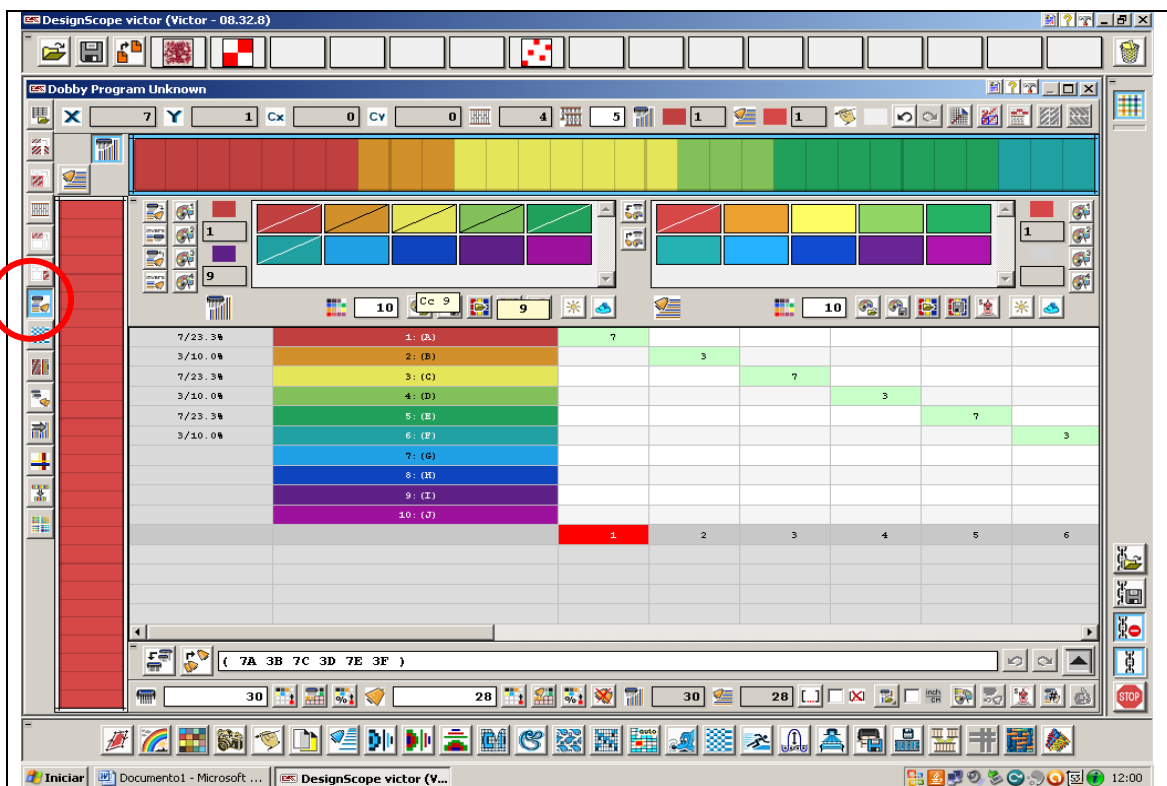 DesignScope victor (Victor - 08.32.8)
Dobby Program Unknown
X 7 Y 1 Cx 0 CY 0 4 5 1 1
1 1
9
10 Cc 9 9 10
7/23.3% 1: (A) 7
3/10.0% 2: (B) 3
7/23.3% 3: (C) 7
3/10.0% 4: (D) 3
7/23.3% 5: (E) 7
3/10.0% 6: (F) 3
7: (G)
8: (H)
9: (I)
10: (J)
1 2 3 4 5 6
( 7A 3B 7C 3D 7E 3F )
30 28 30 28 [...] inch cm
STOP
auto
Iniciar Documento1 - Microsoft ... DesignScope victor (V... 12:00